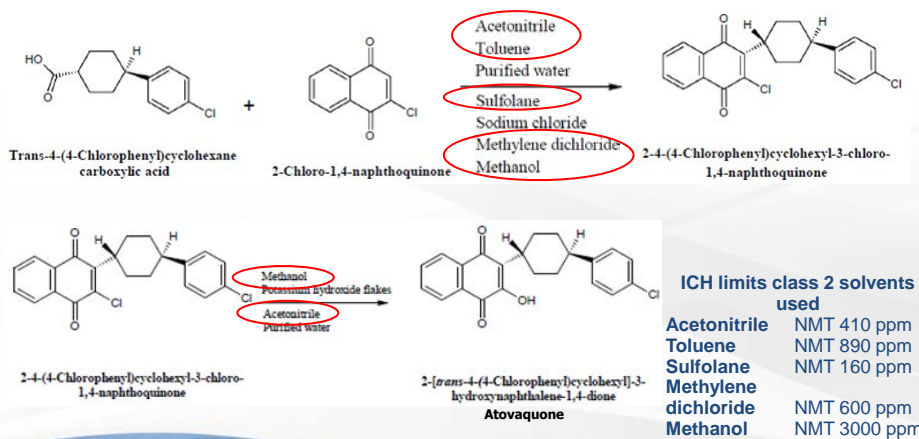 Acetonitrile
Toluene
Purified water
Sulfolane
Sodium chloride
Methylene dichloride
Methanol
H
HO
O
Cl
+
O
Cl
O
O
H
H
Cl
O
Cl
Trans-4-(4-Chlorophenyl)cyclohexane
carboxylic acid
2-Chloro-1,4-naphthoquinone
2-4-(4-Chlorophenyl)cyclohexyl-3-chloro-
1,4-naphthoquinone
O
H
H
Cl
O
Cl
Methanol
Potassium hydroxide flakes
Acetonitrile
Purified water
O
H
H
OH
O
Cl
2-4-(4-Chlorophenyl)cyclohexyl-3-chloro-
1,4-naphthoquinone
2-[trans-4-(4-Chlorophenyl)cyclohexyl]-3-
hydroxynaphthalene-1,4-dione
Atovaquone
ICH limits class 2 solvents
used
Acetonitrile NMT 410 ppm
Toluene NMT 890 ppm
Sulfolane NMT 160 ppm
Methylene
dichloride NMT 600 ppm
Methanol NMT 3000 ppm